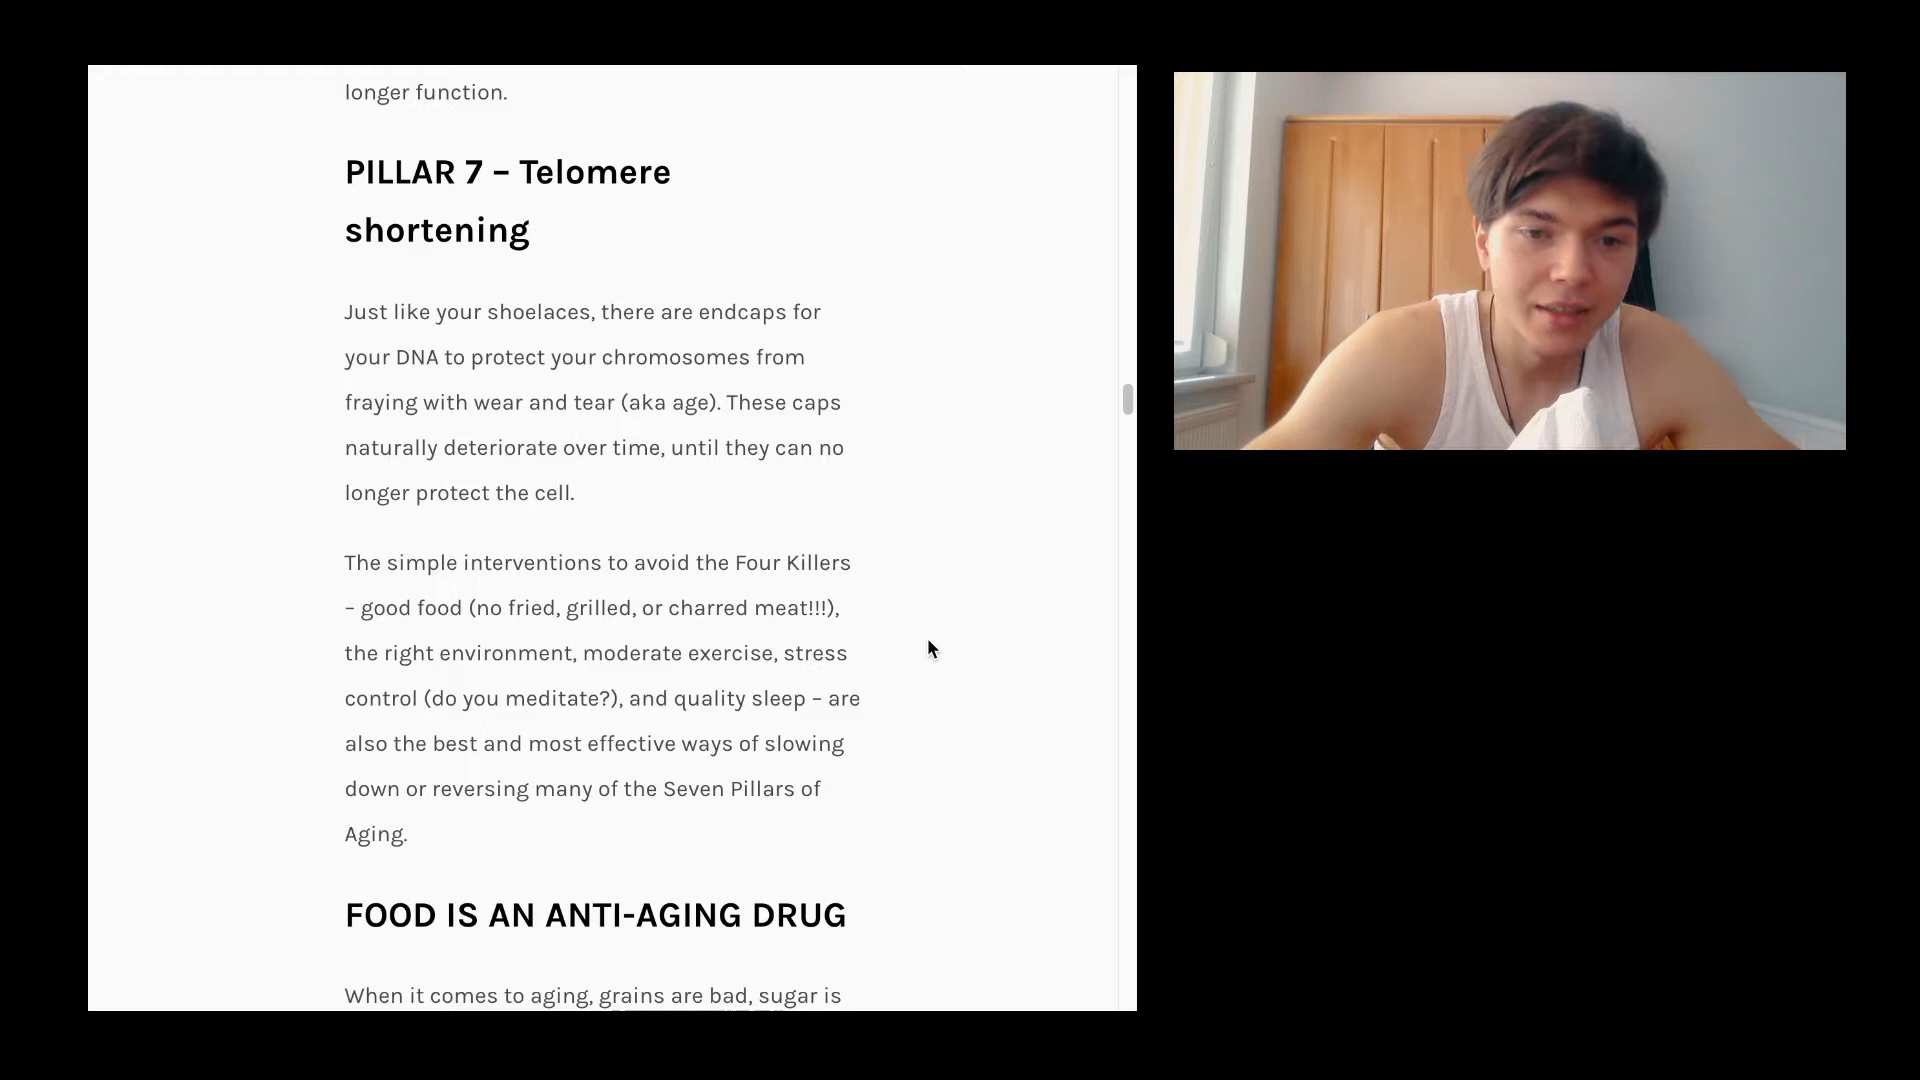 longer function.
PILLAR 7 – Telomere
shortening
Just like your shoelaces, there are endcaps for
your DNA to protect your chromosomes from
fraying with wear and tear (aka age). These caps
naturally deteriorate over time, until they can no
longer protect the cell.
The simple interventions to avoid the Four Killers
– good food (no fried, grilled, or charred meat!!!),
the right environment, moderate exercise, stress
control (do you meditate?), and quality sleep – are
also the best and most effective ways of slowing
down or reversing many of the Seven Pillars of
Aging.
FOOD IS AN ANTI-AGING DRUG
When it comes to aging, grains are bad, sugar is